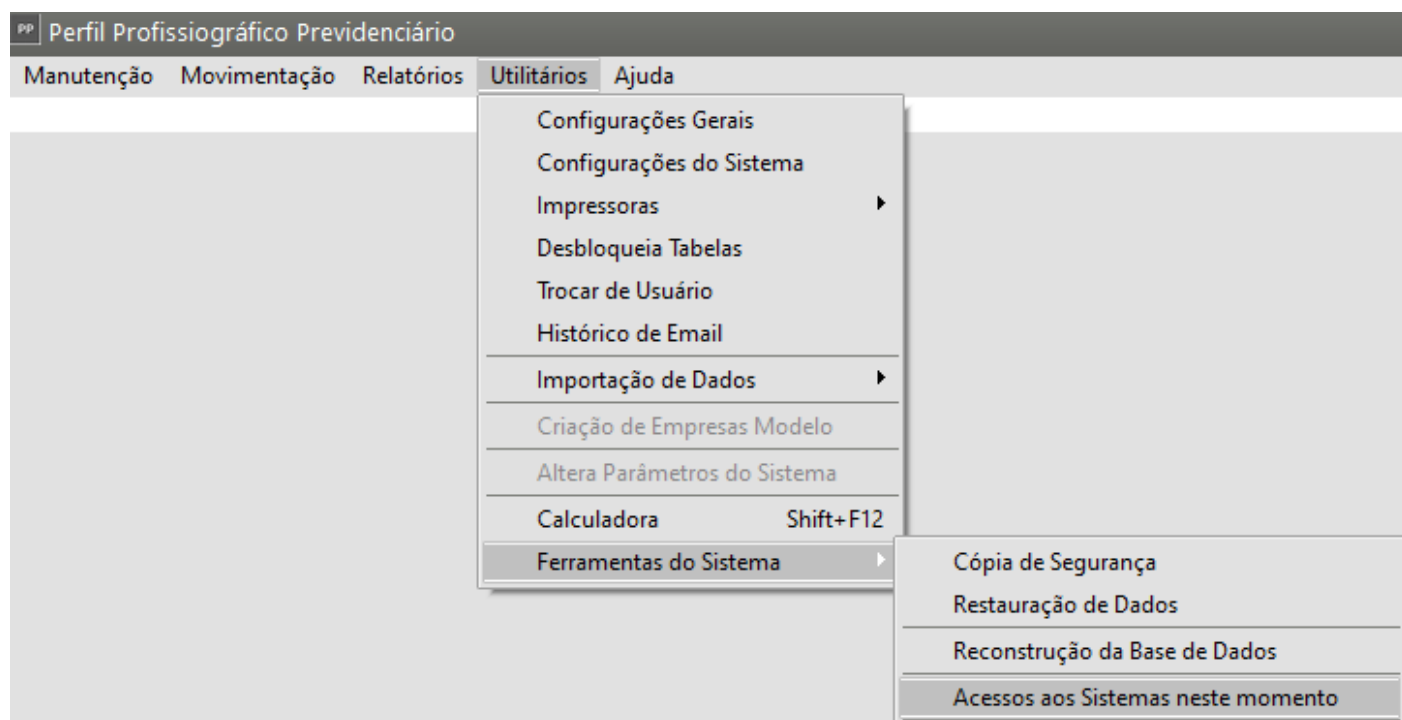 PP Perfil Profissiográfico Previdenciário
Manutenção Movimentação Relatórios Utilitários Ajuda
Configurações Gerais
Configurações do Sistema
Impressoras
Desbloqueia Tabelas
Trocar de Usuário
Histórico de Email
Importação de Dados
Criação de Empresas Modelo
Altera Parâmetros do Sistema
Calculadora Shift+F12
Ferramentas do Sistema
Cópia de Segurança
Restauração de Dados
Reconstrução da Base de Dados
Acessos aos Sistemas neste momento